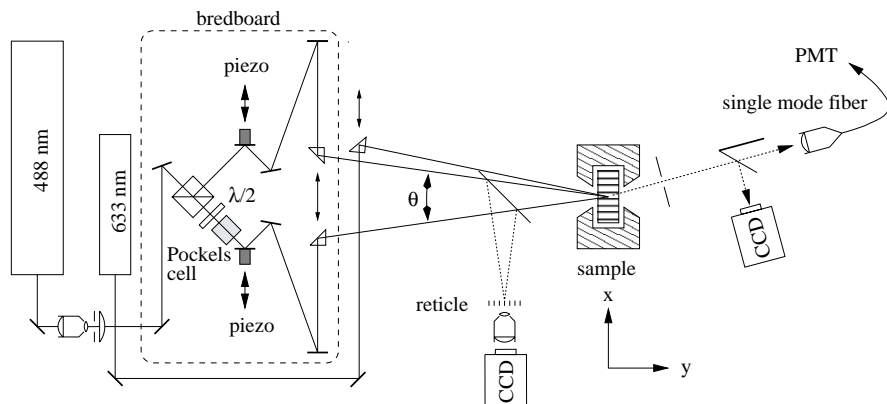 bredboard
488 nm
633 nm
piezo
λ/2
Pockels
cell
piezo
θ
reticle
CCD
sample
x
y
PMT
single mode fiber
CCD